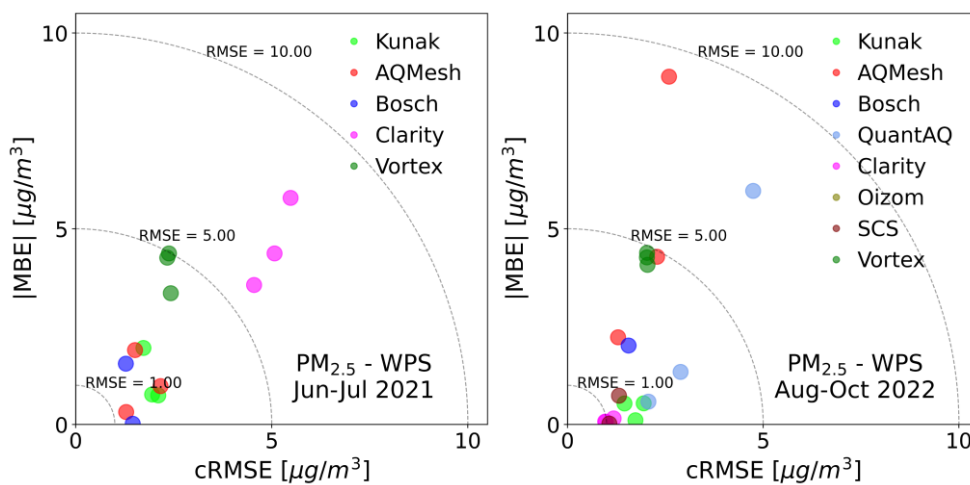 10
RMSE = 10.00
Kunak
AQMesh
Bosch
Clarity
Vortex
5
RMSE = 5.00
|MBE| [μg/m³]
RMSE = 1.00
PM₂.₅ - WPS
Jun-Jul 2021
0
0
5
10
cRMSE [μg/m³]
10
RMSE = 10.00
Kunak
AQMesh
Bosch
QuantAQ
Clarity
Oizom
SCS
Vortex
5
RMSE = 5.00
|MBE| [μg/m³]
RMSE = 1.00
PM₂.₅ - WPS
Aug-Oct 2022
0
0
5
10
cRMSE [μg/m³]